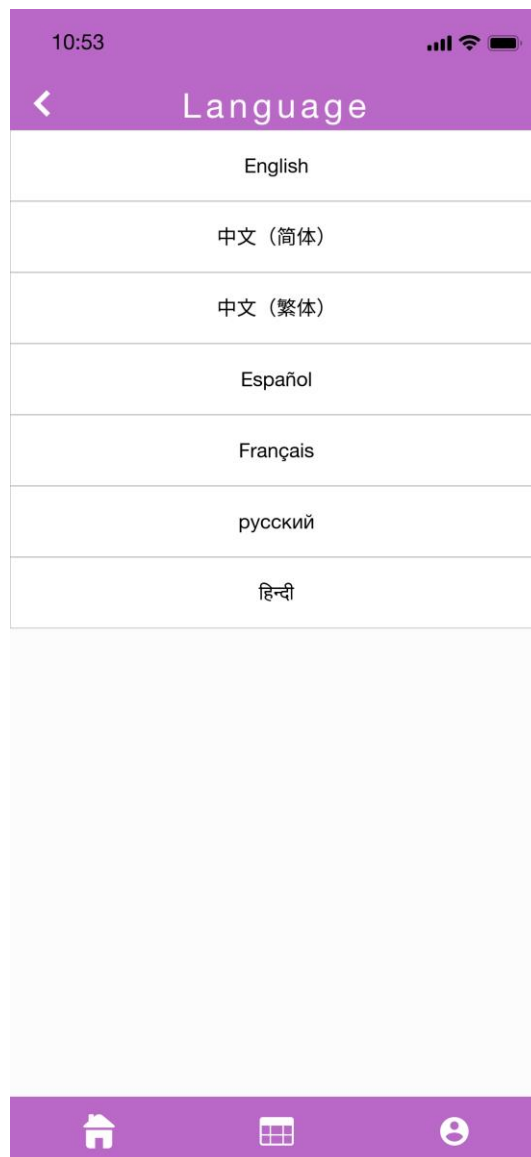 10:53
Language
English
中文（简体）
中文（繁体）
Español
Français
русский
हिन्दी